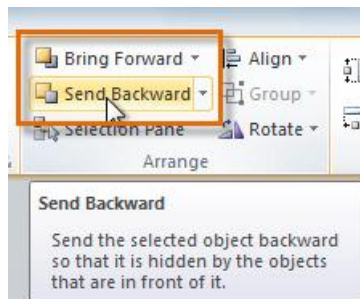 Bring Forward Align
Send Backward Group
Selection Pane Rotate
Arrange
Send Backward
Send the selected object backward
so that it is hidden by the objects
that are in front of it.